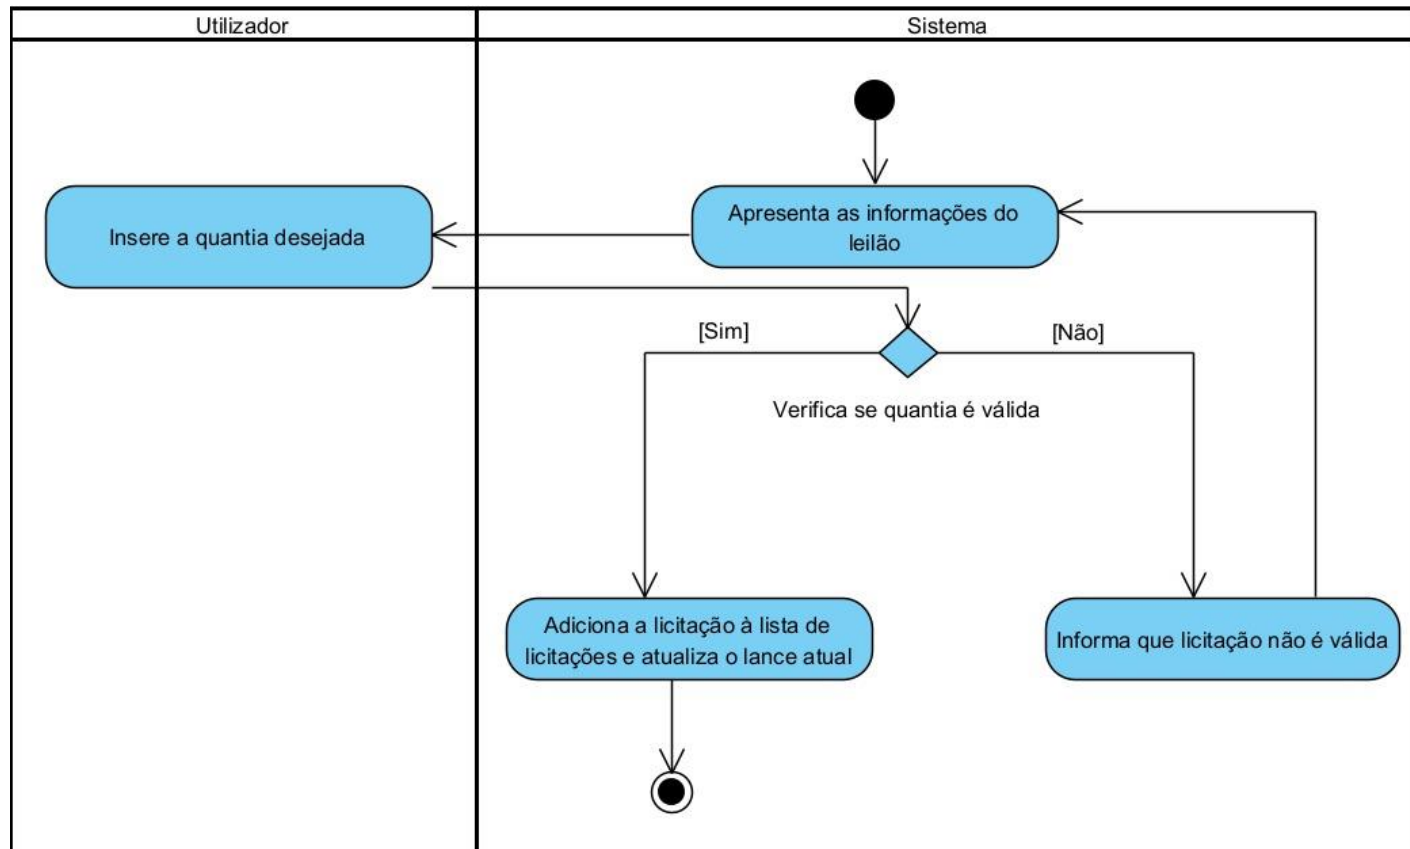 Utilizador
Sistema
Apresenta as informações do
leilão
Insere a quantia desejada
[Sim]
[Não]
Verifica se quantia é válida
Adiciona a licitação à lista de
licitações e atualiza o lance atual
Informa que licitação não é válida